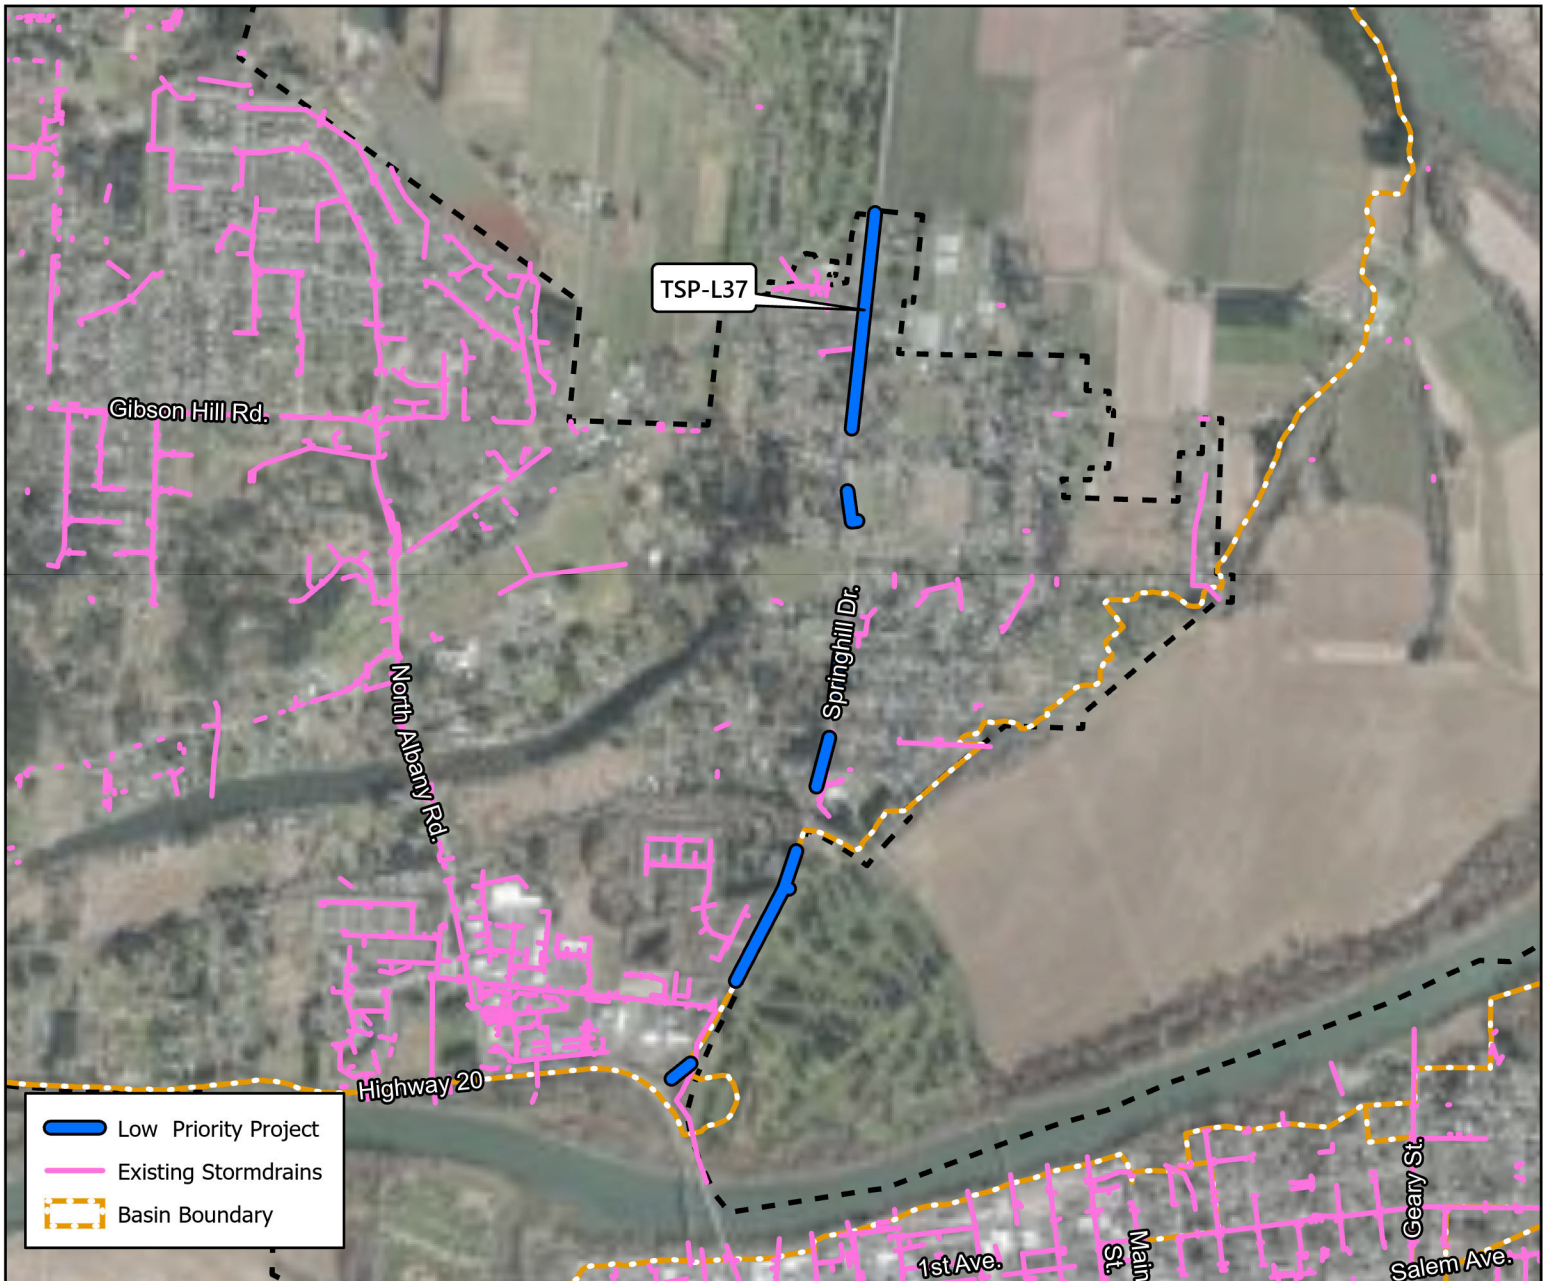 TSP-L37
Gibson Hill Rd.
Springhill Dr.
North Albany Rd.
Highway 20
Low Priority Project
Existing Stormdrains
Basin Boundary
Geary St.
Main
St.
1st Ave.
Salem Ave.